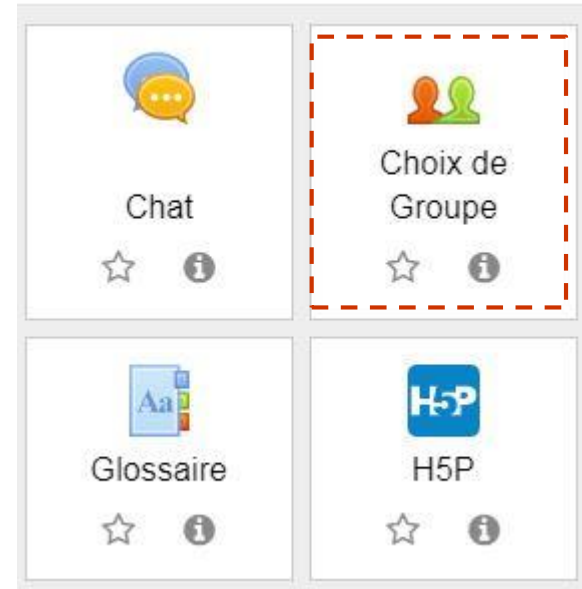 Chat
Choix de
Groupe
Aa
Glossaire
H5P
H5P